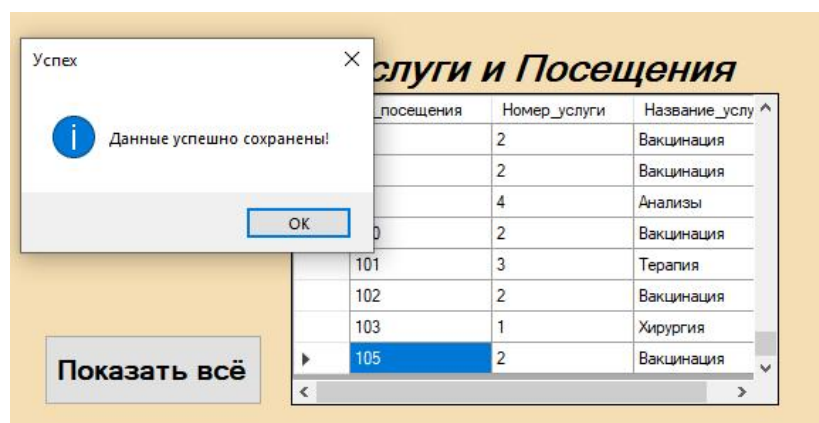 Успех
слуги и Посещения
_посещения Номер_услуги Название_услу
Данные успешно сохранены!
2 Вакцинация
2 Вакцинация
4 Анализы
OK
2 Вакцинация
101 3 Терапия
102 2 Вакцинация
103 1 Хирургия
105 2 Вакцинация
Показать всё